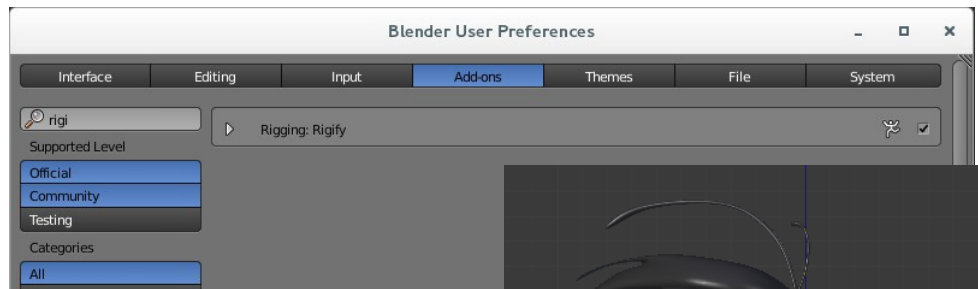 Blender User Preferences
Interface Editing Input Add-ons Themes File System
rigi
Rigging: Rigify
Supported Level
Official
Community
Testing
Categories
All